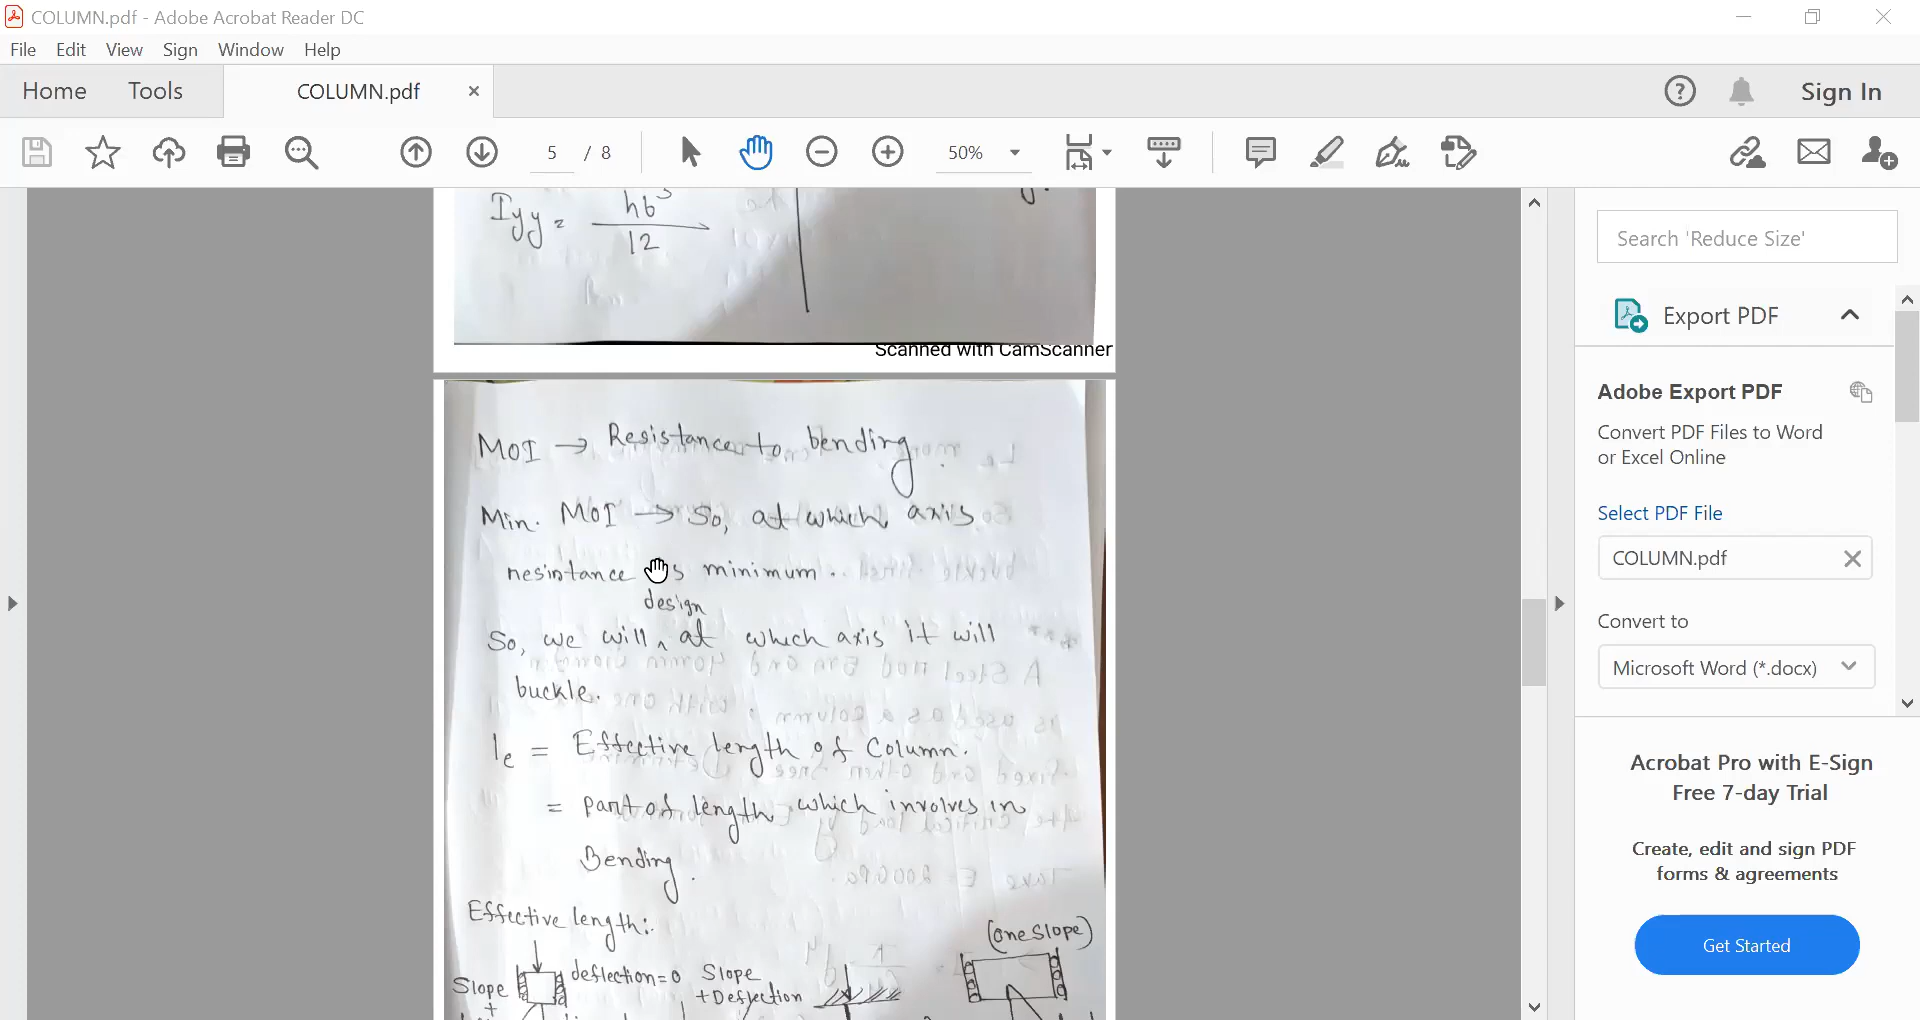 COLUMN.pdf - Adobe Acrobat Reader DC
File Edit View Sign Window Help
Home Tools COLUMN.pdf × Sign In
5 / 8 50%
Iyy = hb³
12
Scanned with CamScanner
MOI → Resistance to bending
Min. MOI → So, at which axis
resistance is minimum..
design
So, we will ^ at which axis it will
buckle.
le = Effective length of Column.
= part of length which involves in
Bending.
Effective length:
(One slope)
deflection=0 Slope
Slope +Deflection
+
Search 'Reduce Size'
Export PDF
Adobe Export PDF
Convert PDF Files to Word
or Excel Online
Select PDF File
COLUMN.pdf
Convert to
Microsoft Word (*.docx)
Acrobat Pro with E-Sign
Free 7-day Trial
Create, edit and sign PDF
forms & agreements
Get Started